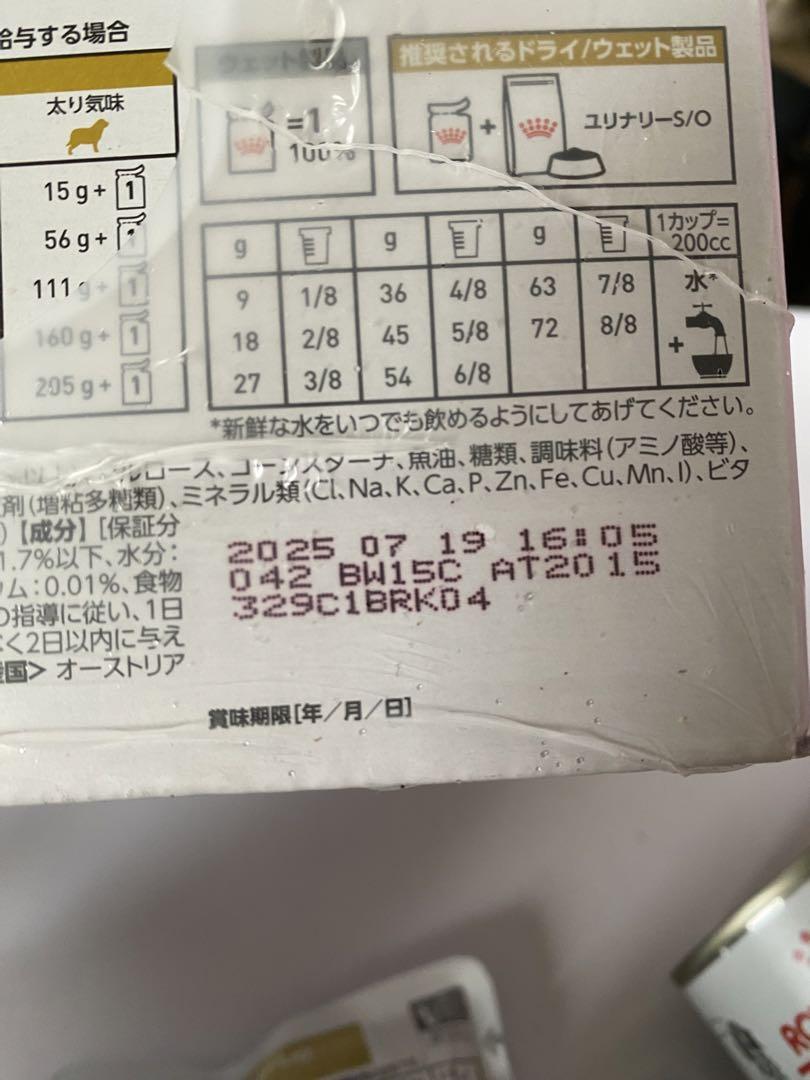 給与する場合
太り気味
15g+ 1
56g+ 1
111g+ 1
160g+ 1
205g+ 1
ウェット製品
=1
100%
推奨されるドライ/ウェット製品
+
ユリナリーS/O
g g g 1カップ=
200cc
9 1/8 36 4/8 63 7/8 水*
18 2/8 45 5/8 72 8/8 +
27 3/8 54 6/8
*新鮮な水をいつでも飲めるようにしてあげてください。
ルロース、コーンスターチ、魚油、糖類、調味料(アミノ酸等)、
剤(増粘多糖類)、ミネラル類(Cl、Na、K、Ca、P、Zn、Fe、Cu、Mn、I)、ビタ
)【成分】[保証分
1.7%以下、水分:
ム:0.01%、食物
の指導に従い、1日
く2日以内に与え
国> オーストリア
2025 07 19 16:05
042 BW15C AT2015
329C1BRK04
賞味期限[年/月/日]